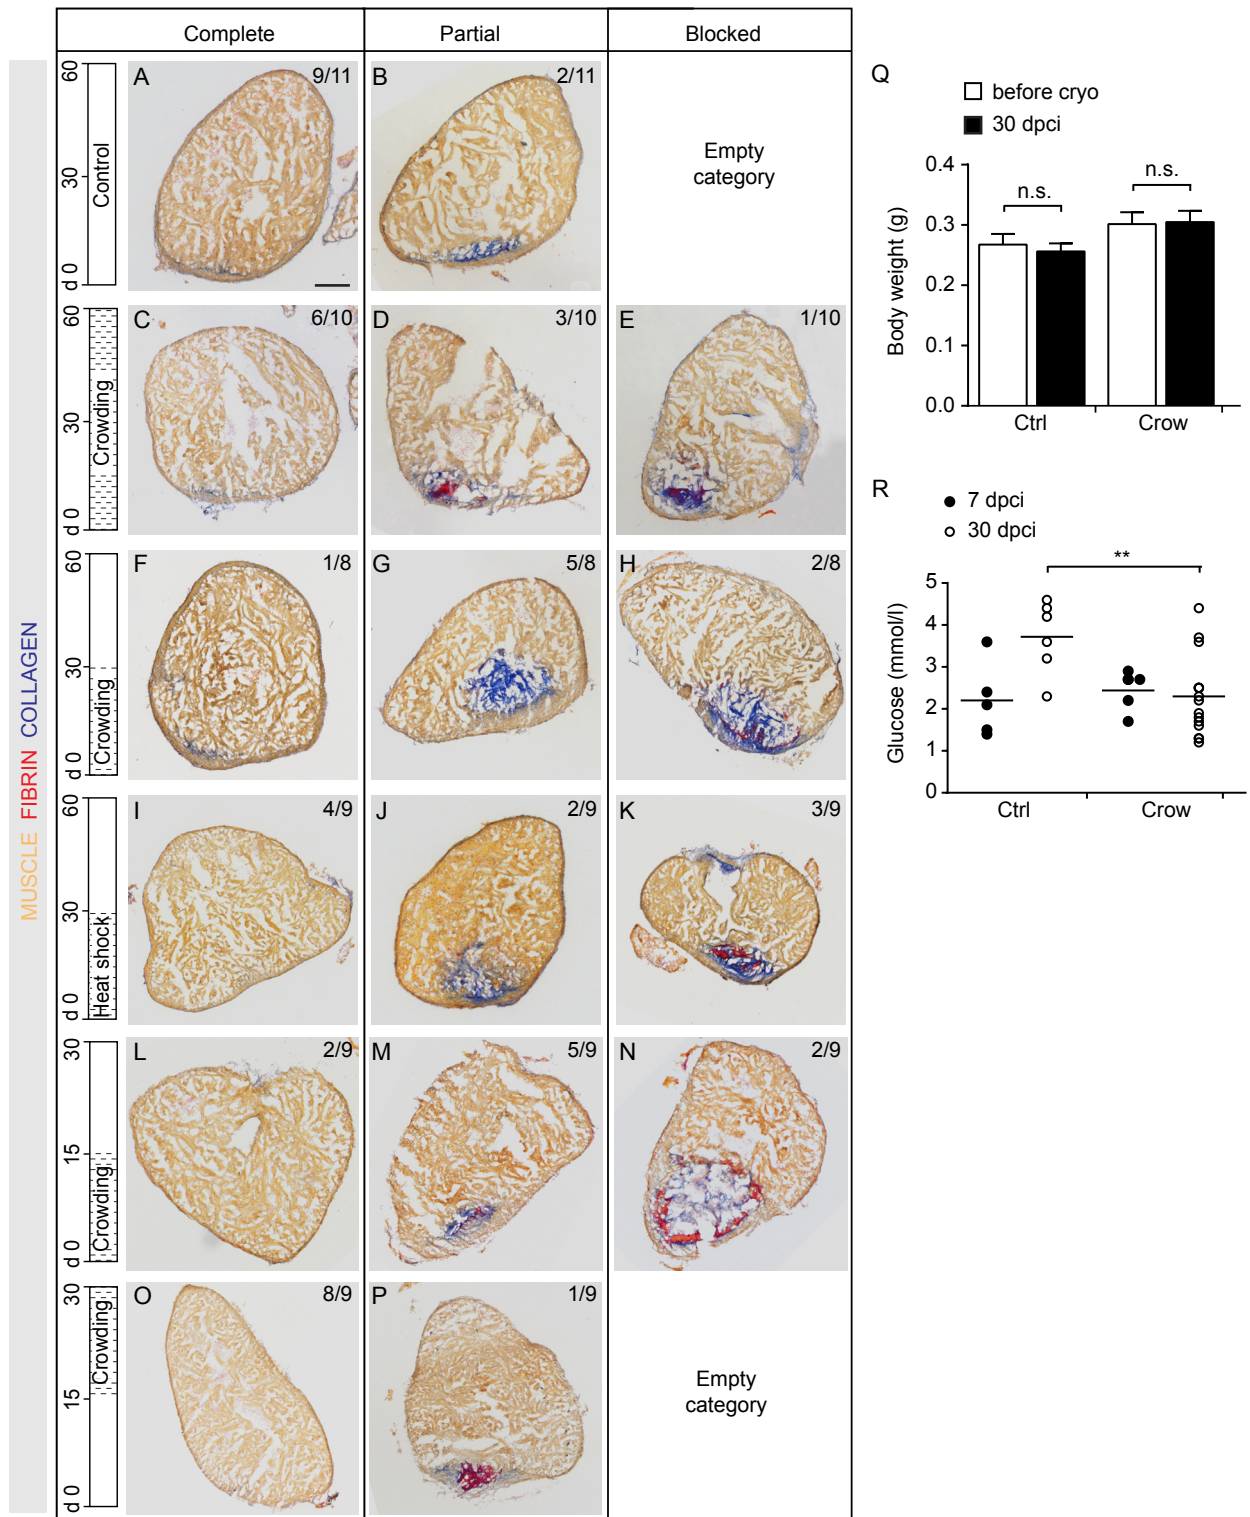 Complete Partial Blocked
MUSCLE FIBRIN COLLAGEN
60
30
d 0
Control
A 9/11
B 2/11
Empty
category
60
30
d 0
Crowding
C 6/10
D 3/10
E 1/10
60
30
d 0
Crowding
F 1/8
G 5/8
H 2/8
60
30
d 0
Heat shock
I 4/9
J 2/9
K 3/9
30
15
d 0
Crowding
L 2/9
M 5/9
N 2/9
30
15
d 0
Crowding
O 8/9
P 1/9
Empty
category
Q
before cryo
30 dpci
Body weight (g)
0.4
0.3
0.2
0.1
0.0
n.s.
n.s.
Ctrl Crow
R
7 dpci
30 dpci
**
Glucose (mmol/l)
5
4
3
2
1
0
Ctrl Crow